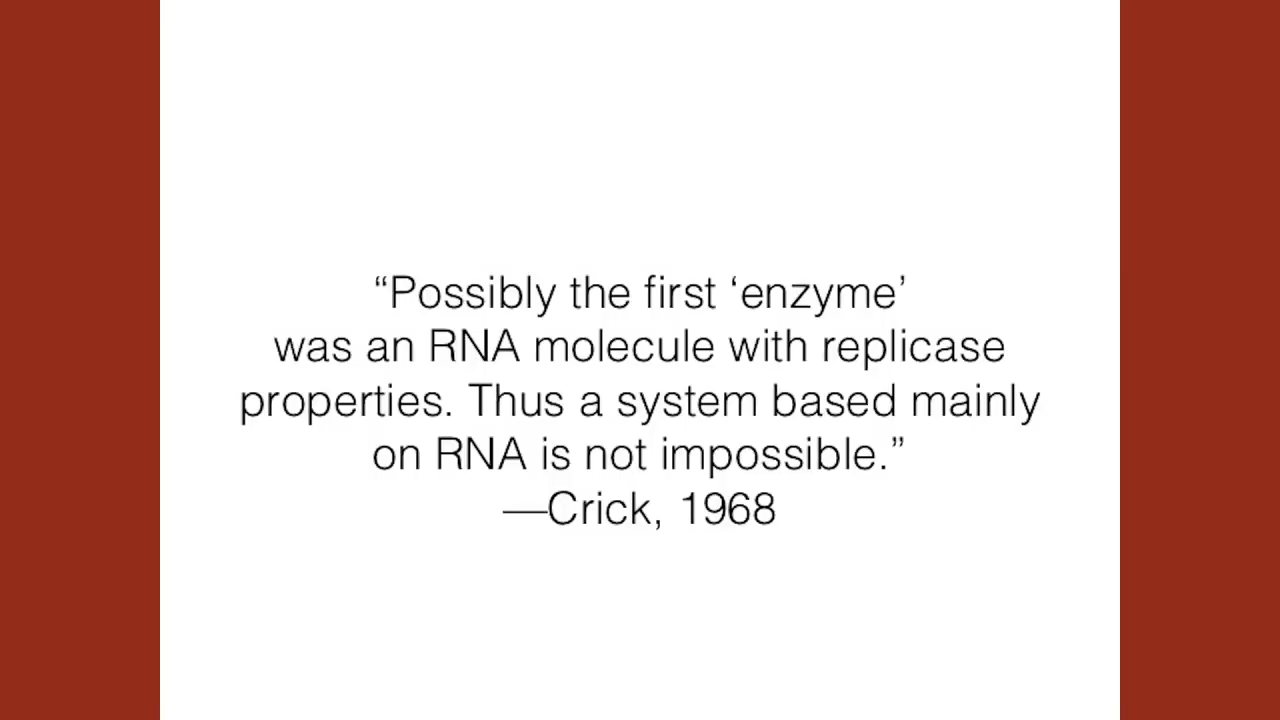 “Possibly the first ‘enzyme’
was an RNA molecule with replicase
properties. Thus a system based mainly
on RNA is not impossible.”
—Crick, 1968